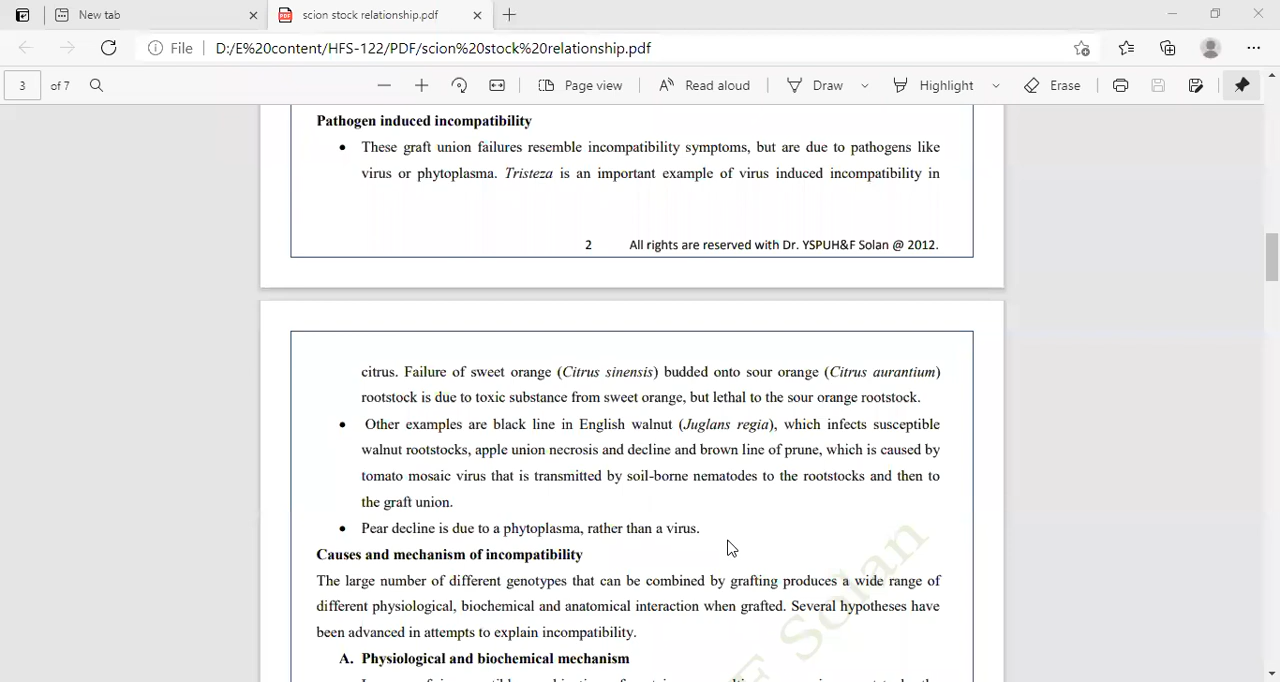 New tab
scion stock relationship.pdf
File D:/E%20content/HFS-122/PDF/scion%20stock%20relationship.pdf
3 of 7 Page view Read aloud Draw Highlight Erase
Pathogen induced incompatibility
• These graft union failures resemble incompatibility symptoms, but are due to pathogens like
virus or phytoplasma. Tristeza is an important example of virus induced incompatibility in
2 All rights are reserved with Dr. YSPUH&F Solan @ 2012.
citrus. Failure of sweet orange (Citrus sinensis) budded onto sour orange (Citrus aurantium)
rootstock is due to toxic substance from sweet orange, but lethal to the sour orange rootstock.
• Other examples are black line in English walnut (Juglans regia), which infects susceptible
walnut rootstocks, apple union necrosis and decline and brown line of prune, which is caused by
tomato mosaic virus that is transmitted by soil-borne nematodes to the rootstocks and then to
the graft union.
• Pear decline is due to a phytoplasma, rather than a virus.
Causes and mechanism of incompatibility
The large number of different genotypes that can be combined by grafting produces a wide range of
different physiological, biochemical and anatomical interaction when grafted. Several hypotheses have
been advanced in attempts to explain incompatibility.
A. Physiological and biochemical mechanism
F Solan